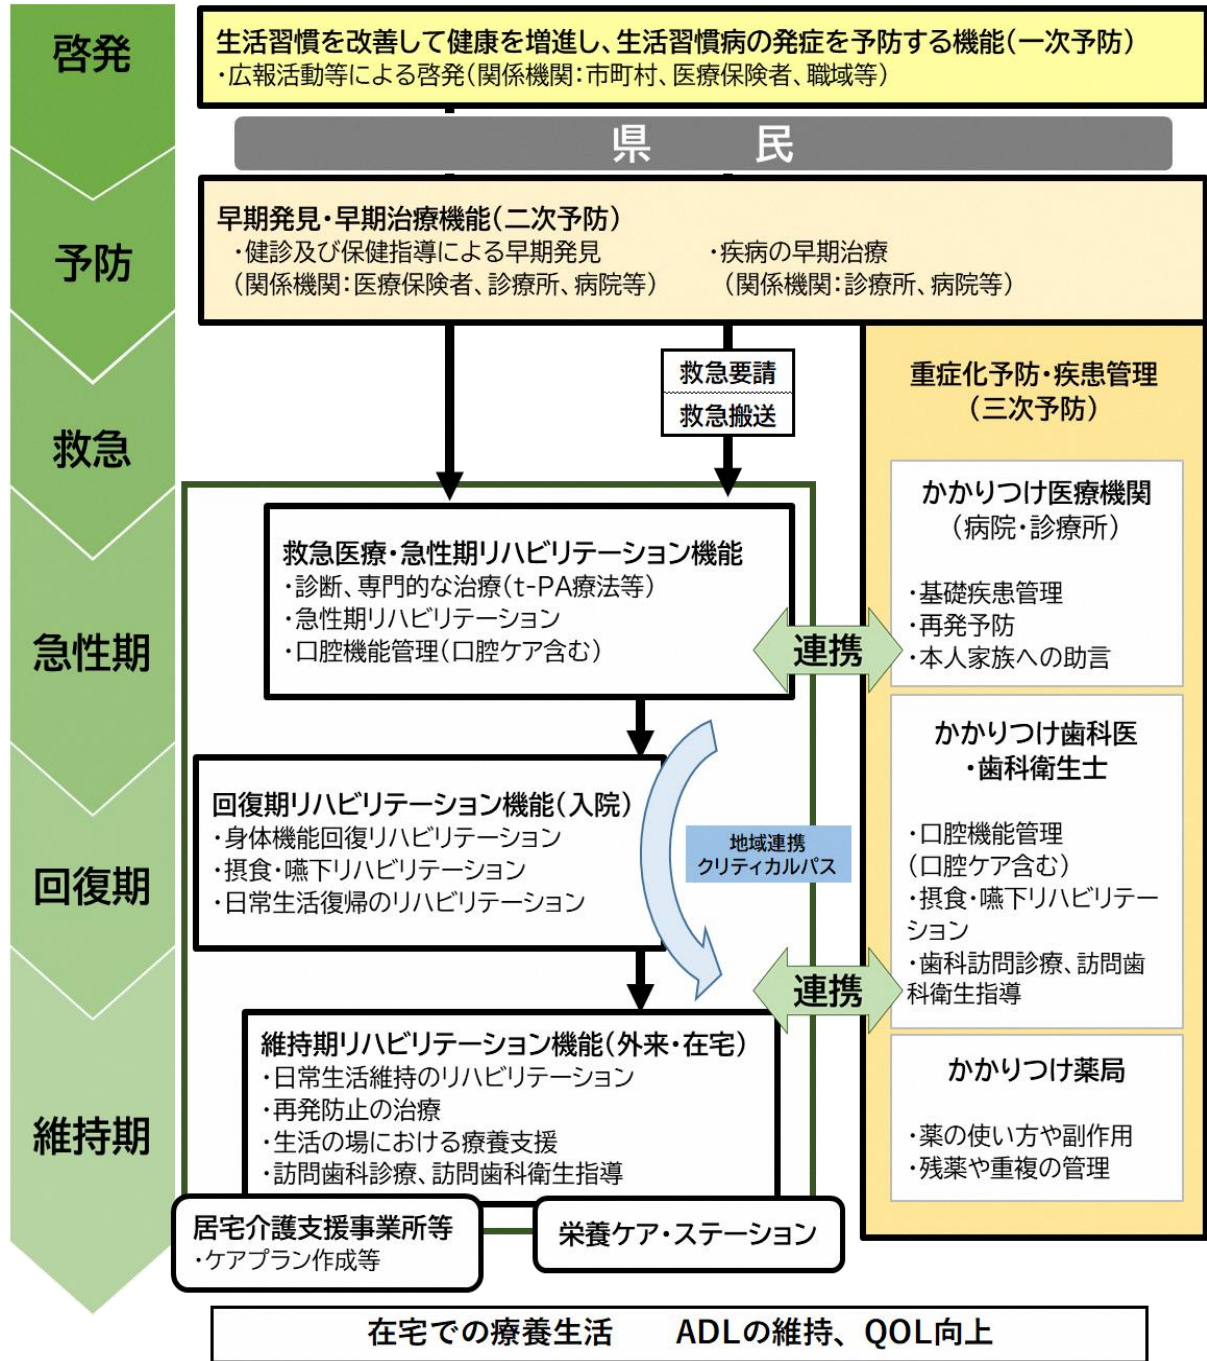 啓発
生活習慣を改善して健康を増進し、生活習慣病の発症を予防する機能(一次予防)
・広報活動等による啓発(関係機関:市町村、医療保険者、職域等)
県 民
予防
早期発見・早期治療機能(二次予防)
・健診及び保健指導による早期発見
(関係機関:医療保険者、診療所、病院等)
・疾病の早期治療
(関係機関:診療所、病院等)
救急
救急要請
救急搬送
重症化予防・疾患管理
(三次予防)
急性期
救急医療・急性期リハビリテーション機能
・診断、専門的な治療(t-PA療法等)
・急性期リハビリテーション
・口腔機能管理(口腔ケア含む)
連携
かかりつけ医療機関
(病院・診療所)
・基礎疾患管理
・再発予防
・本人家族への助言
回復期
回復期リハビリテーション機能(入院)
・身体機能回復リハビリテーション
・摂食・嚥下リハビリテーション
・日常生活復帰のリハビリテーション
地域連携
クリティカルパス
かかりつけ歯科医
・歯科衛生士
・口腔機能管理
(口腔ケア含む)
・摂食・嚥下リハビリテー
ション
・歯科訪問診療、訪問歯
科衛生指導
連携
維持期
維持期リハビリテーション機能(外来・在宅)
・日常生活維持のリハビリテーション
・再発防止の治療
・生活の場における療養支援
・訪問歯科診療、訪問歯科衛生指導
かかりつけ薬局
・薬の使い方や副作用
・残薬や重複の管理
居宅介護支援事業所等
・ケアプラン作成等
栄養ケア・ステーション
在宅での療養生活 ADLの維持、QOL向上